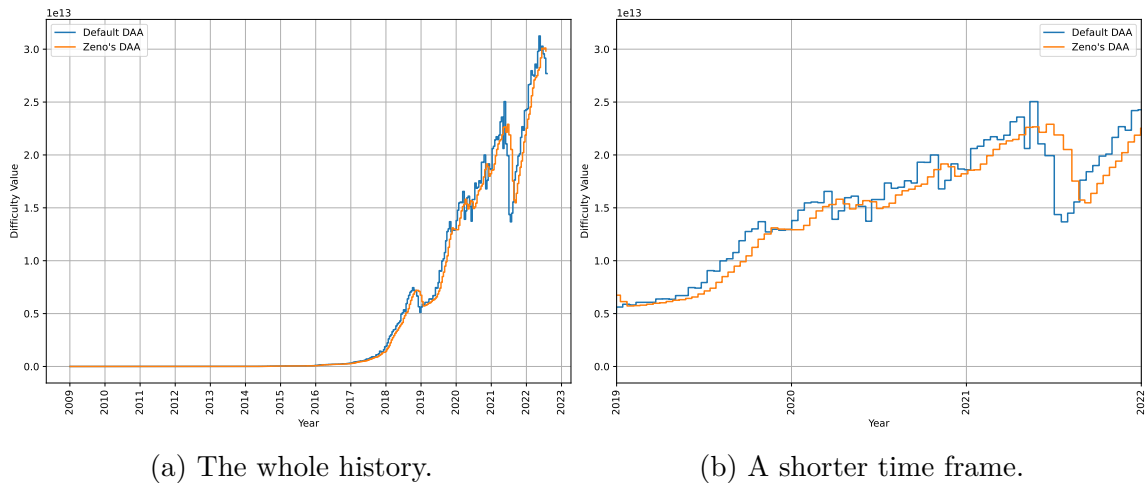 1e13
Default DAA
Zeno's DAA
3.0
2.5
2.0
1.5
1.0
0.5
0.0
Difficulty Value
2009
2010
2011
2012
2013
2014
2015
2016
2017
2018
2019
2020
2021
2022
2023
Year
(a) The whole history.
1e13
Default DAA
Zeno's DAA
3.0
2.5
2.0
1.5
1.0
0.5
0.0
Difficulty Value
2019
2020
2021
2022
Year
(b) A shorter time frame.